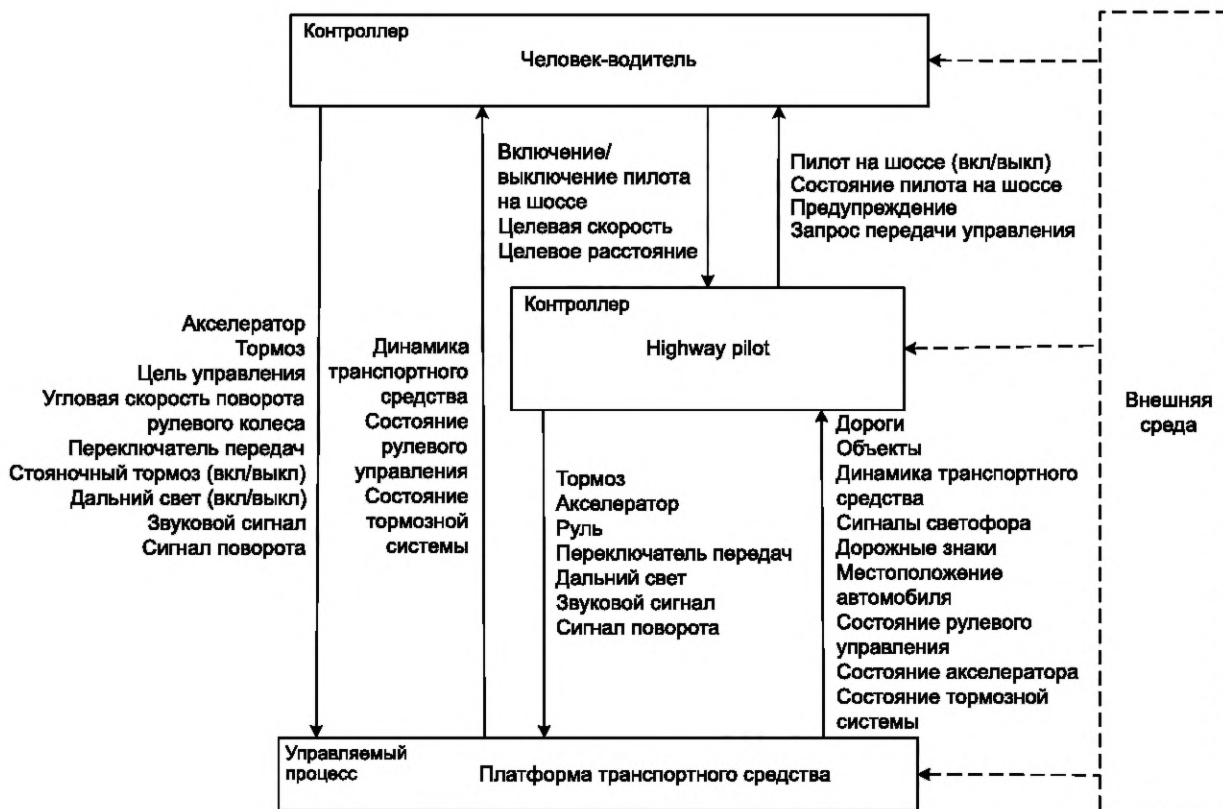 Контроллер
Человек-водитель
Включение/
выключение пилота
на шоссе
Целевая скорость
Целевое расстояние
Пилот на шоссе (вкл/выкл)
Состояние пилота на шоссе
Предупреждение
Запрос передачи управления
Контроллер
Highway pilot
Акселератор
Тормоз
Цель управления
Угловая скорость поворота
рулевого колеса
Переключатель передач
Стояночный тормоз (вкл/выкл)
Дальний свет (вкл/выкл)
Звуковой сигнал
Сигнал поворота
Динамика
транспортного
средства
Состояние
рулевого
управления
Состояние
тормозной
системы
Тормоз
Акселератор
Руль
Переключатель передач
Дальний свет
Звуковой сигнал
Сигнал поворота
Дороги
Объекты
Динамика транспортного
средства
Сигналы светофора
Дорожные знаки
Местоположение
автомобиля
Состояние рулевого
управления
Состояние акселератора
Состояние тормозной
системы
Внешняя
среда
Управляемый
процесс
Платформа транспортного средства